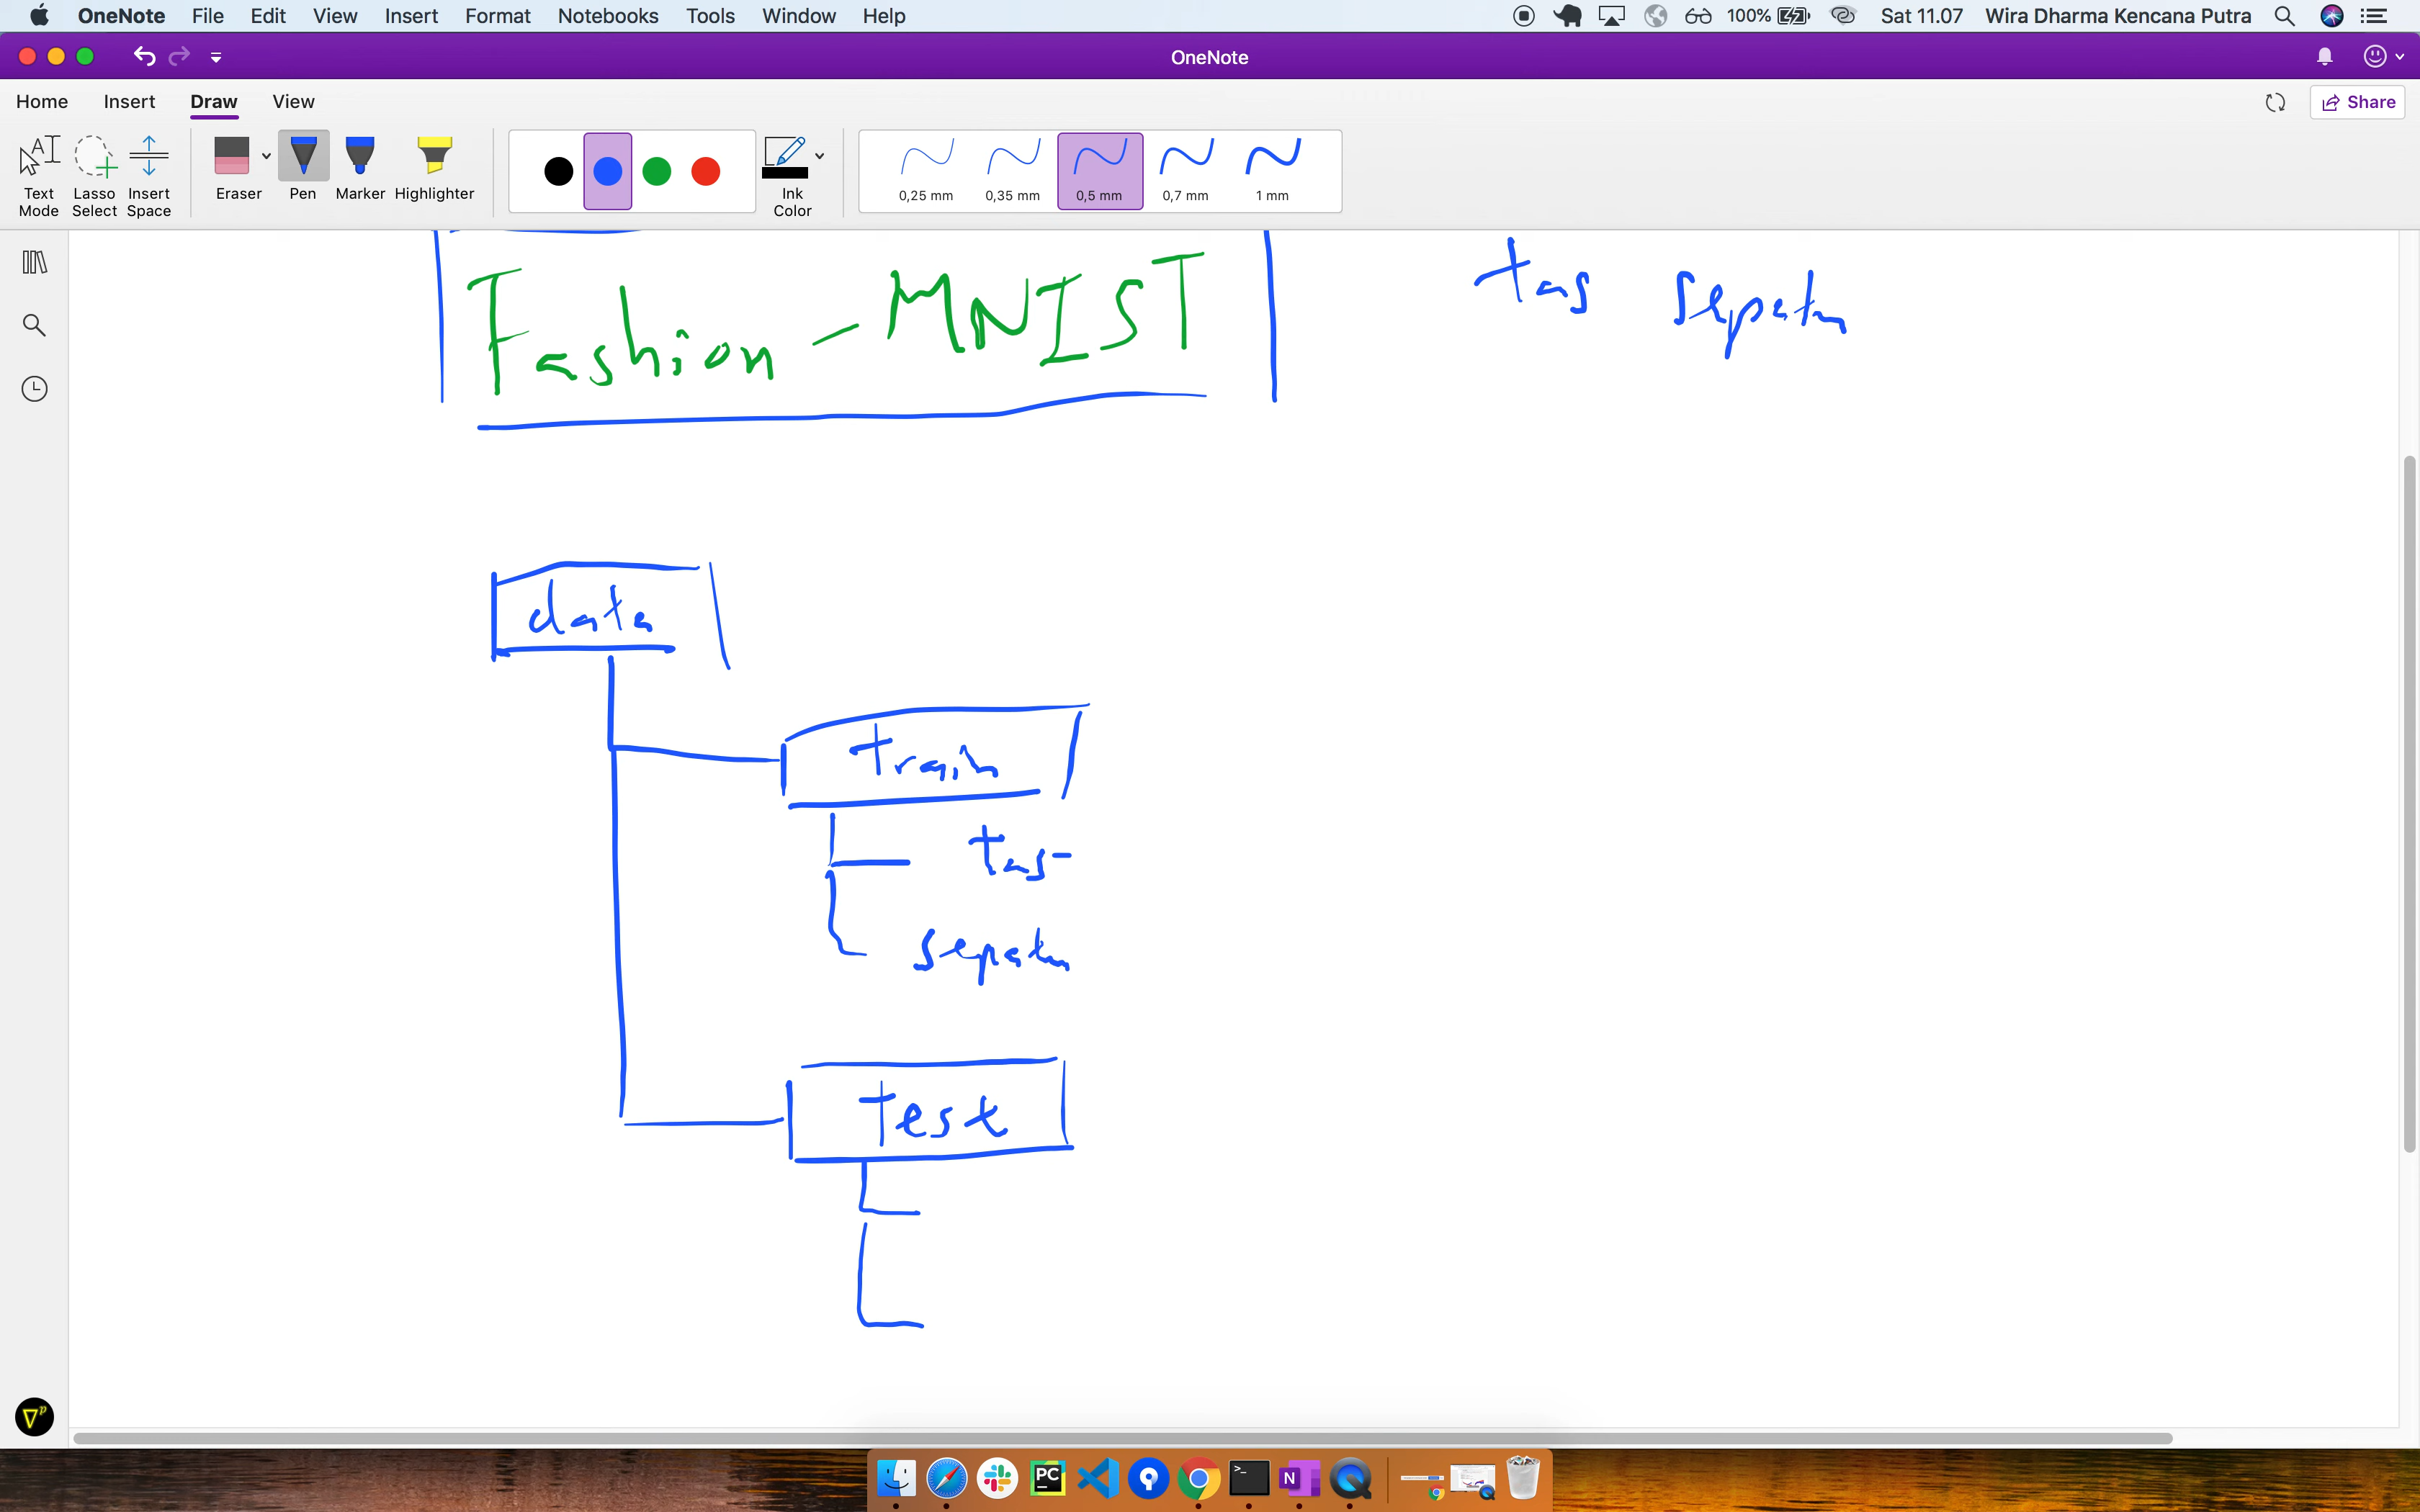 OneNote File Edit View Insert Format Notebooks Tools Window Help 100% Sat 11.07 Wira Dharma Kencana Putra
OneNote
Home Insert Draw View Share
Text Mode
Lasso Select
Insert Space
Eraser
Pen
Marker
Highlighter
Ink Color
0,25 mm
0,35 mm
0,5 mm
0,7 mm
1 mm
Fashion - MNIST
tas sepatu
data
train
tas
sepatu
test
PC
N